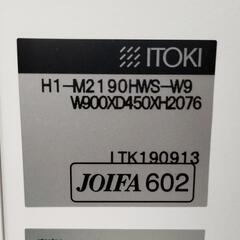 ITOKI
H1-M2190HWS-W9
W900XD450XH2076
ITK190913
JOIFA 602